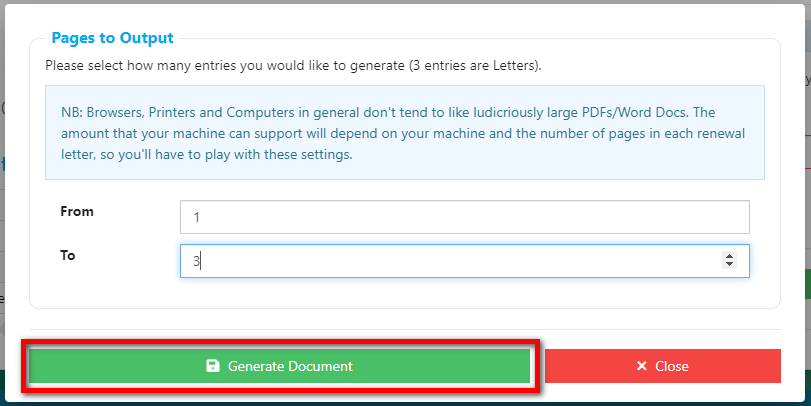 Pages to Output
Please select how many entries you would like to generate (3 entries are Letters).
NB: Browsers, Printers and Computers in general don't tend to like ludicriously large PDFs/Word Docs. The
amount that your machine can support will depend on your machine and the number of pages in each renewal
letter, so you'll have to play with these settings.
From
1
To
3
Generate Document
Close